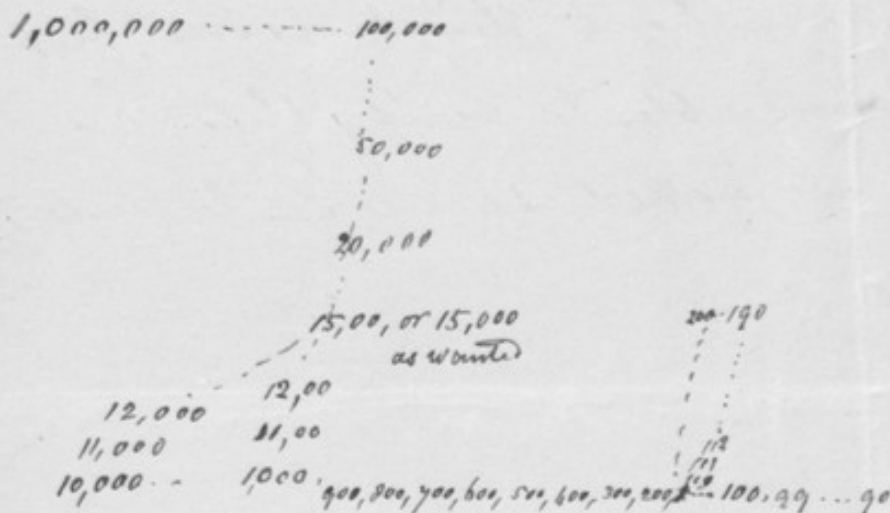 1,000,000 ........ 100,000
50,000
20,000
15,00, or 15,000
as wanted
200 . 190
12,000
12,00
11,000
11,00
112
111
10,000 ...
1,000 .
900, 800, 700, 600, 500, 400, 300, 200,
100, 99 ... 90